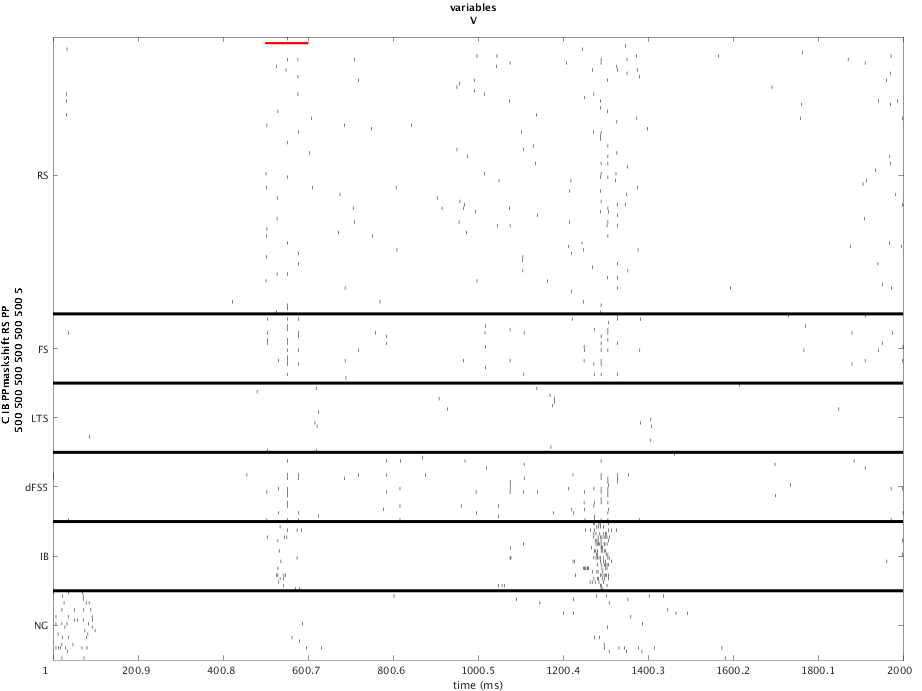 variables
V
RS
FS
LTS
dFS5
IB
NG
C IB PPmaskshift RS PP
500 500 500 500 500 500 5
1 200.9 400.8 600.7 800.6 1000.5 1200.4 1400.3 1600.2 1800.1 2000
time (ms)